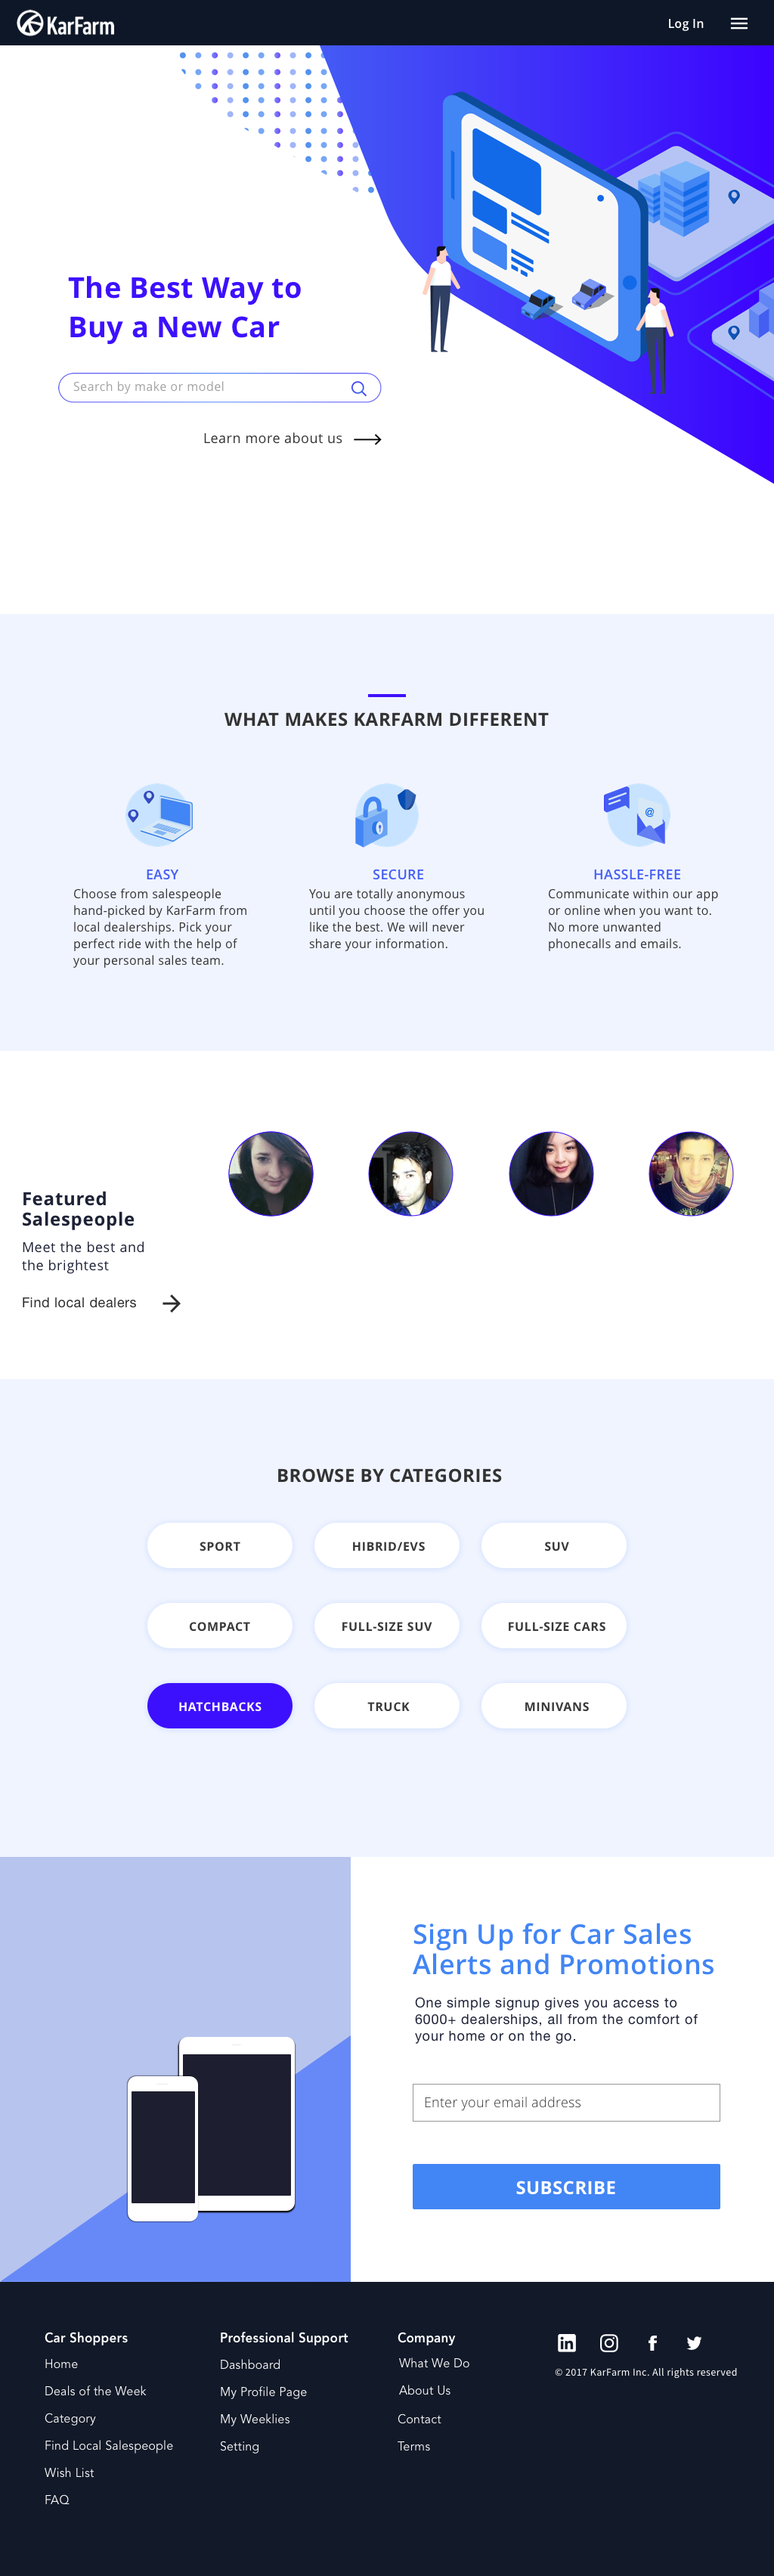 KarFarm
Log In
The Best Way to
Buy a New Car
Search by make or model
Learn more about us
WHAT MAKES KARFARM DIFFERENT
EASY
Choose from salespeople
hand-picked by KarFarm from
local dealerships. Pick your
perfect ride with the help of
your personal sales team.
SECURE
You are totally anonymous
until you choose the offer you
like the best. We will never
share your information.
@
HASSLE-FREE
Communicate within our app
or online when you want to.
No more unwanted
phonecalls and emails.
Featured
Salespeople
Meet the best and
the brightest
Find local dealers
BROWSE BY CATEGORIES
SPORT
HIBRID/EVS
SUV
COMPACT
FULL-SIZE SUV
FULL-SIZE CARS
HATCHBACKS
TRUCK
MINIVANS
Sign Up for Car Sales
Alerts and Promotions
One simple signup gives you access to
6000+ dealerships, all from the comfort of
your home or on the go.
Enter your email address
SUBSCRIBE
Car Shoppers
Home
Deals of the Week
Category
Find Local Salespeople
Wish List
FAQ
Professional Support
Dashboard
My Profile Page
My Weeklies
Setting
Company
What We Do
About Us
Contact
Terms
© 2017 KarFarm Inc. All rights reserved